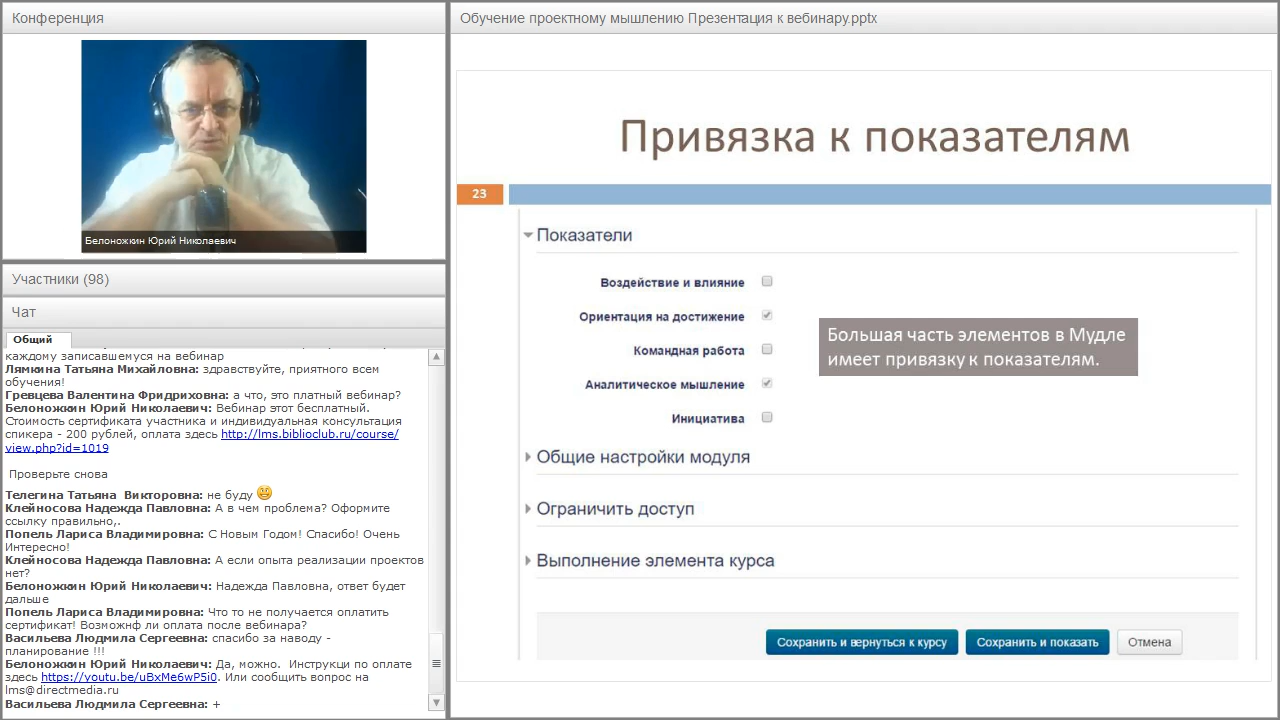 Конференция
Белоножкин Юрий Николаевич
Участники (98)
Чат
Общий
каждому записавшемуся на вебинар
Лямкина Татьяна Михайловна: здравствуйте, приятного всем
обучения!
Гревцева Валентина Фридриховна: а что, это платный вебинар?
Белоножкин Юрий Николаевич: Вебинар этот бесплатный.
Стоимость сертификата участника и индивидуальная консультация
спикера - 200 рублей, оплата здесь http://lms.biblioclub.ru/course/
view.php?id=1019
Проверьте снова
Телегина Татьяна Викторовна: не буду
Клейносова Надежда Павловна: А в чем проблема? Оформите
ссылку правильно,.
Попель Лариса Владимировна: С Новым Годом! Спасибо! Очень
Интересно!
Клейносова Надежда Павловна: А если опыта реализации проектов
нет?
Белоножкин Юрий Николаевич: Надежда Павловна, ответ будет
дальше
Попель Лариса Владимировна: Что то не получается оплатить
сертификат! Возможнф ли оплата после вебинара?
Васильева Людмила Сергеевна: спасибо за наводу -
планирование !!!
Белоножкин Юрий Николаевич: Да, можно. Инструкци по оплате
здесь https://youtu.be/uBxMe6wP5i0. Или сообщить вопрос на
lms@directmedia.ru
Васильева Людмила Сергеевна: +
Обучение проектному мышлению Презентация к вебинару.pptx
Привязка к показателям
23
Показатели
Воздействие и влияние
Ориентация на достижение
Командная работа
Аналитическое мышление
Инициатива
Большая часть элементов в Мудле
имеет привязку к показателям.
Общие настройки модуля
Ограничить доступ
Выполнение элемента курса
Сохранить и вернуться к курсу
Сохранить и показать
Отмена